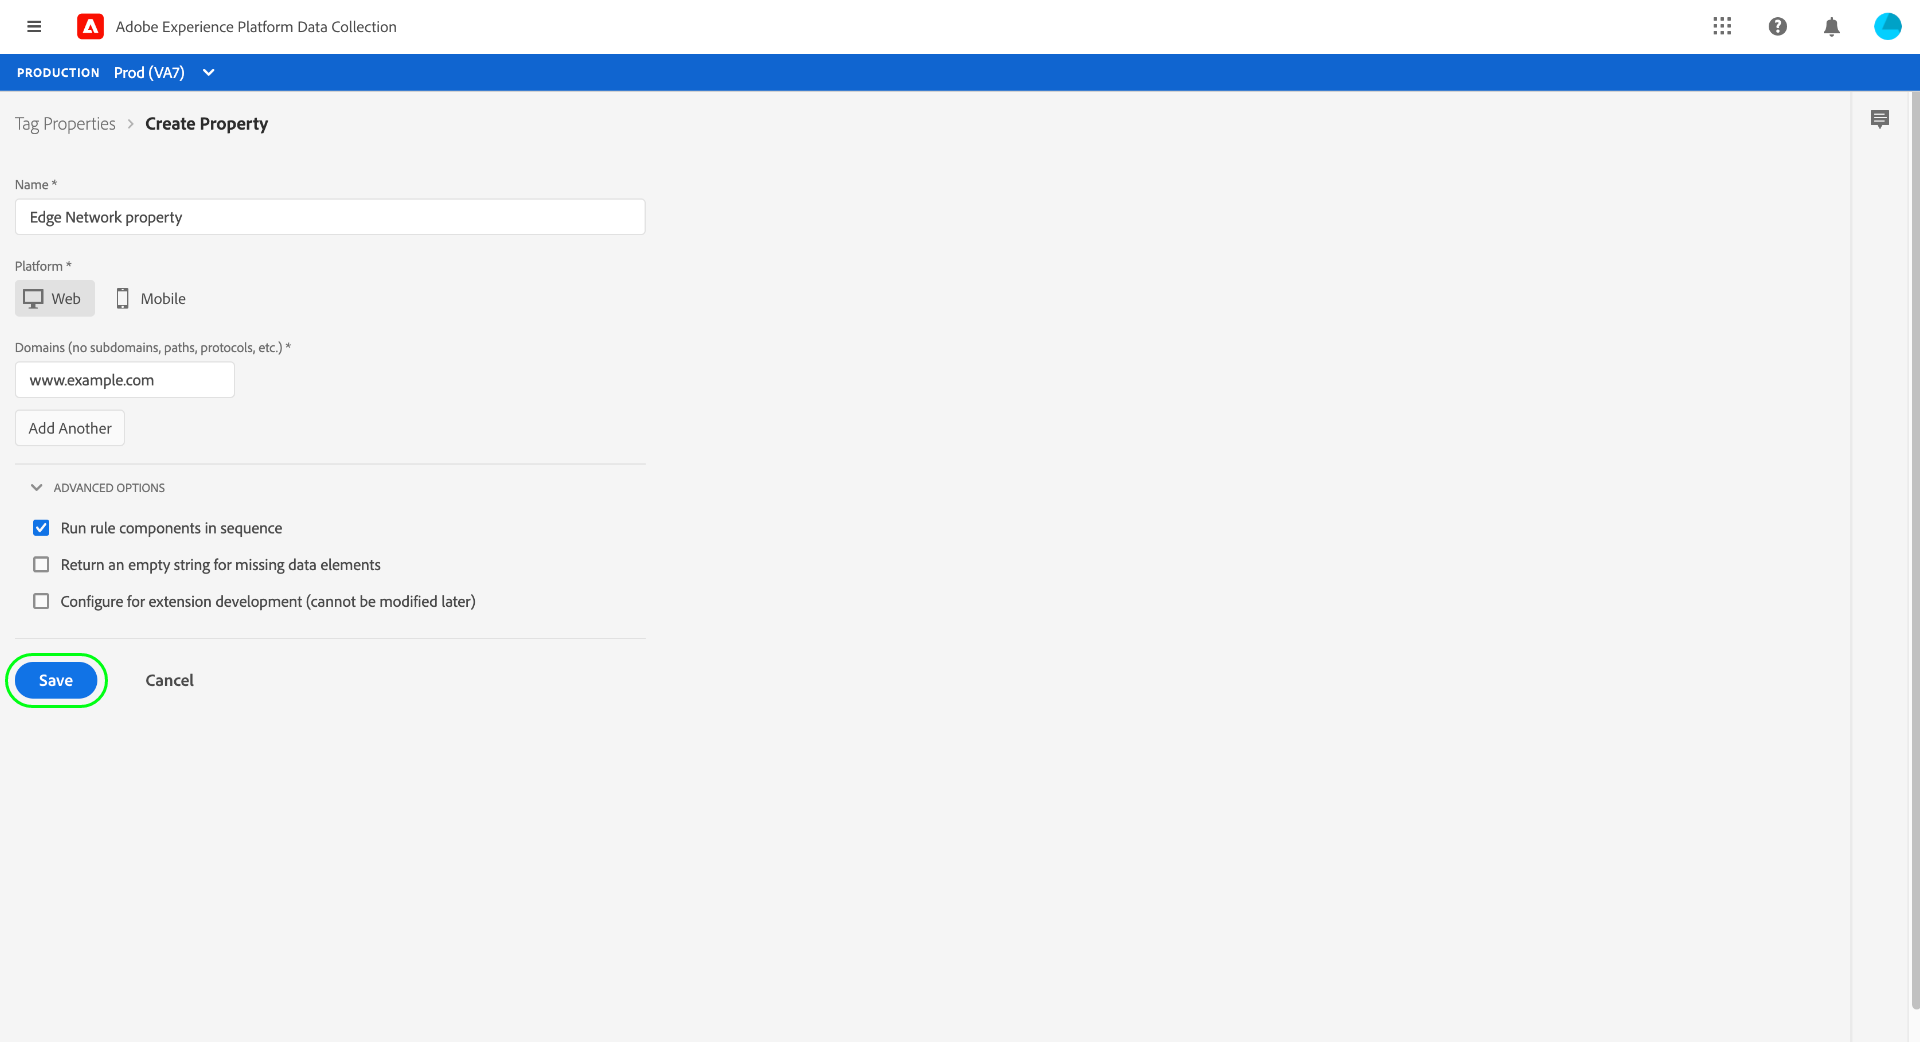 Adobe Experience Platform Data Collection
PRODUCTION Prod (VA7)
Tag Properties > Create Property
Name *
Edge Network property
Platform *
Web Mobile
Domains (no subdomains, paths, protocols, etc.) *
www.example.com
Add Another
ADVANCED OPTIONS
Run rule components in sequence
Return an empty string for missing data elements
Configure for extension development (cannot be modified later)
Save Cancel